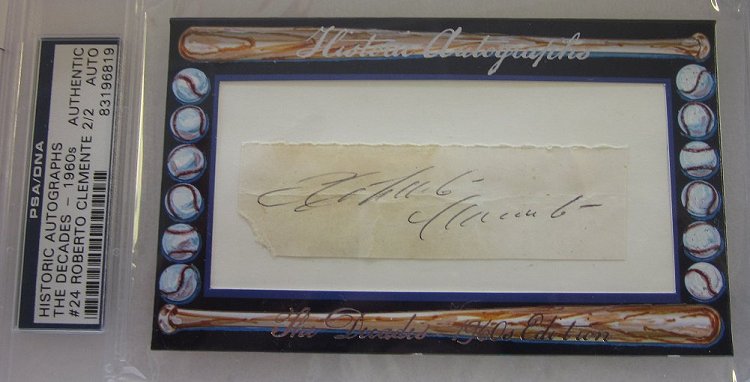 PSA/DNA
HISTORIC AUTOGRAPHS
THE DECADES - 1960s AUTHENTIC
#24 ROBERTO CLEMENTE 2/2 AUTO
83196819
Historic Autographs
Roberto
Clemente
The Decades - 1960s Edition